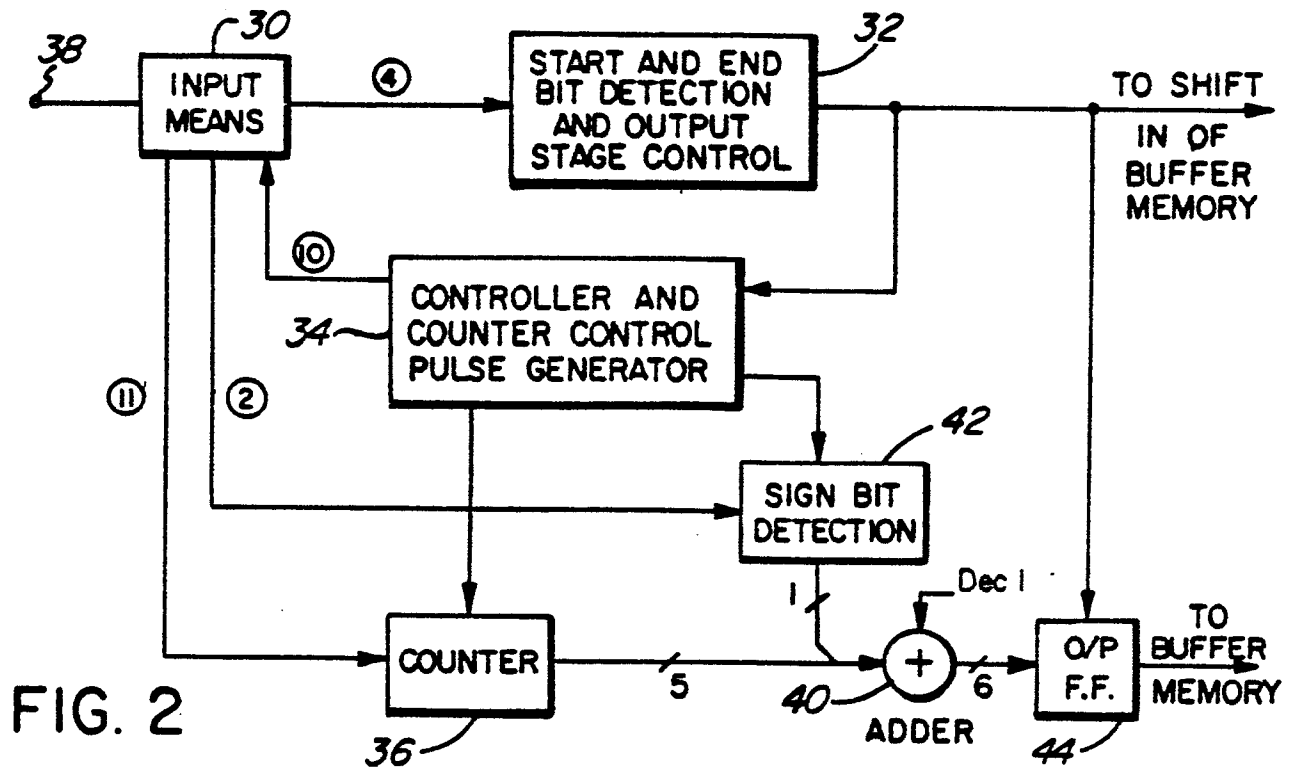 38
30
INPUT
MEANS
④
START AND END
BIT DETECTION
AND OUTPUT
STAGE CONTROL
32
TO SHIFT
IN OF
BUFFER
MEMORY
⑩
34
CONTROLLER AND
COUNTER CONTROL
PULSE GENERATOR
⑪
②
42
SIGN BIT
DETECTION
1
Dec 1
COUNTER
36
5
+
40
ADDER
6
O/P
F.F.
44
TO
BUFFER
MEMORY
FIG. 2